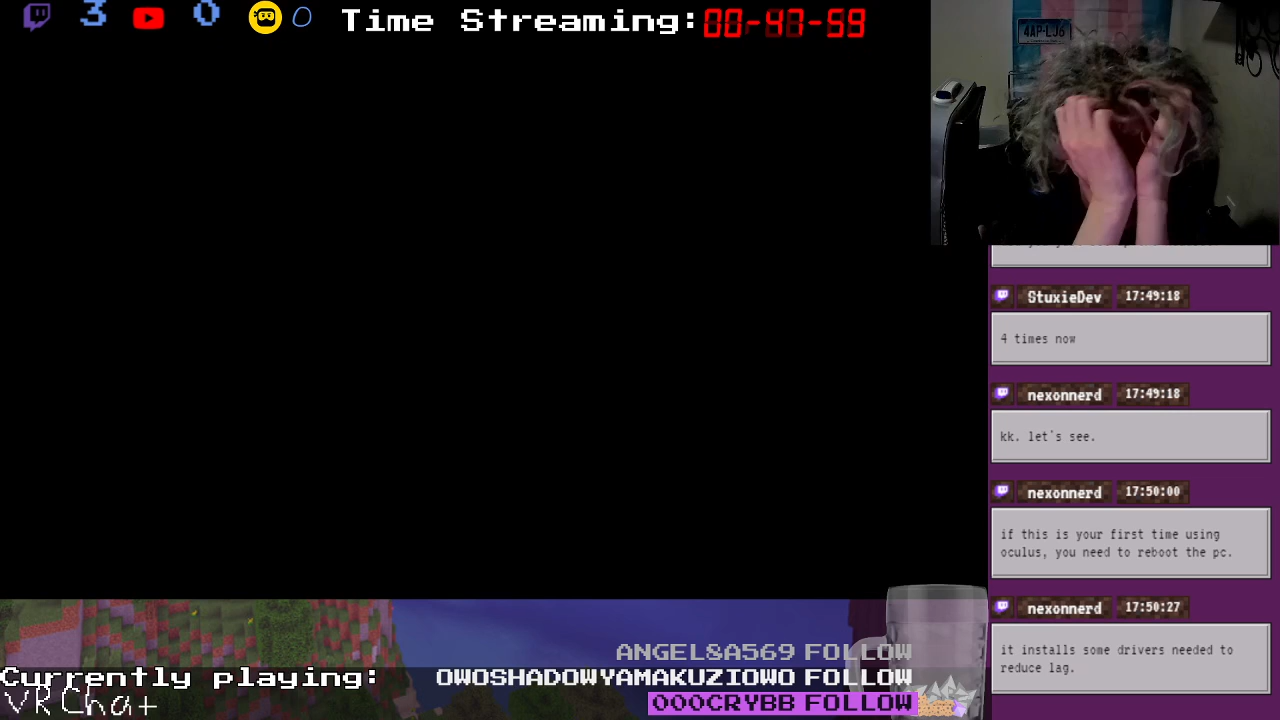 3 0 0 Time Streaming:00-47-59
4AP-LJ6
StuxieDev 17:49:18
4 times now
nexonnerd 17:49:18
kk. let's see.
nexonnerd 17:50:00
if this is your first time using
oculus, you need to reboot the pc.
nexonnerd 17:50:27
it installs some drivers needed to
reduce lag.
ANGEL8A569 FOLLOW
OWOSHADOWYAMAKUZIOWO FOLLOW
OOOCRYBB FOLLOW
Currently playing:
VRChat